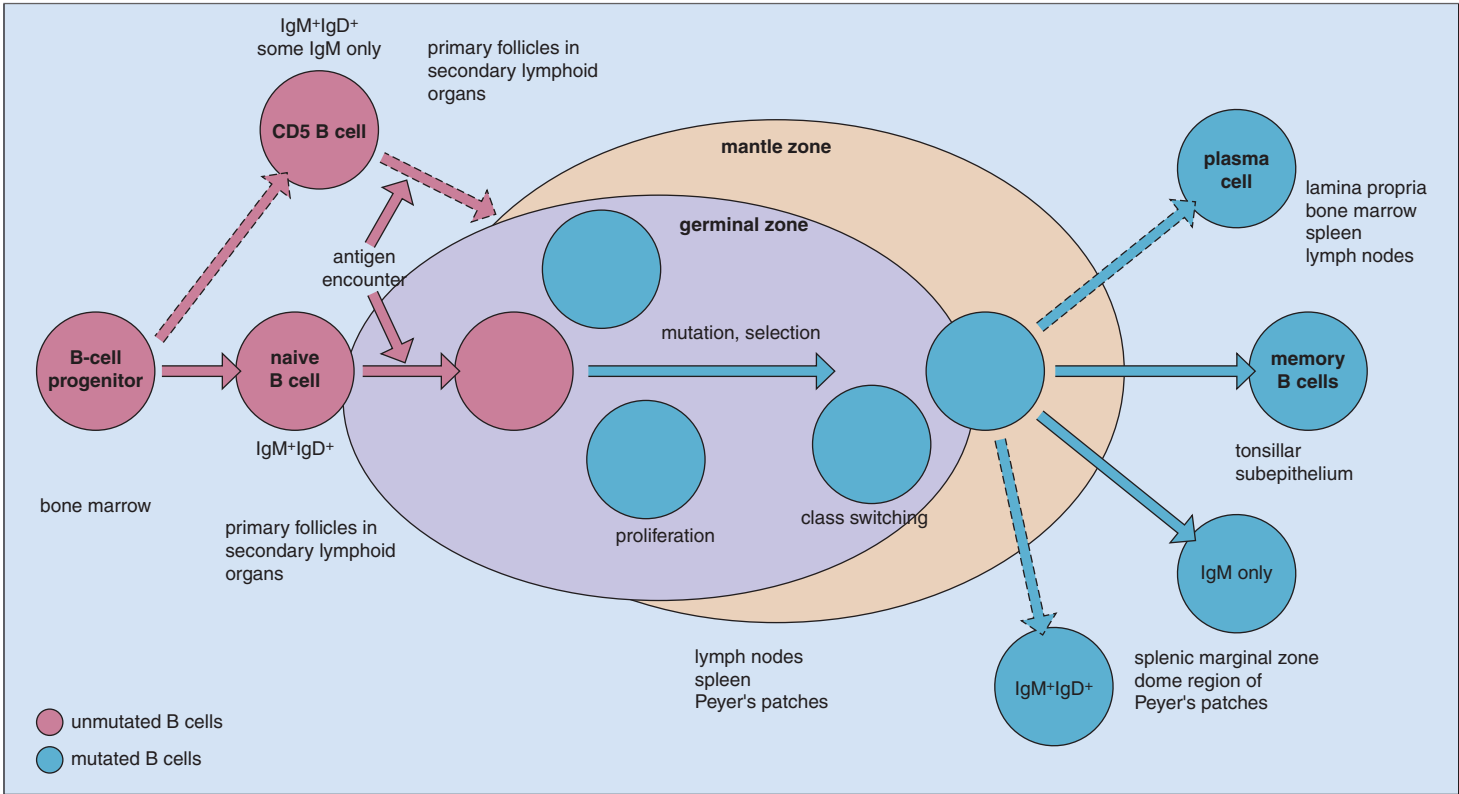 IgM⁺IgD⁺
some IgM only
primary follicles in
secondary lymphoid
organs
CD5 B cell
mantle zone
plasma
cell
lamina propria
bone marrow
spleen
lymph nodes
germinal zone
antigen
encounter
mutation, selection
B-cell
progenitor
naive
B cell
memory
B cells
IgM⁺IgD⁺
tonsillar
subepithelium
bone marrow
primary follicles in
secondary lymphoid
organs
proliferation
class switching
IgM only
lymph nodes
spleen
Peyer's patches
IgM⁺IgD⁺
splenic marginal zone
dome region of
Peyer's patches
unmutated B cells
mutated B cells